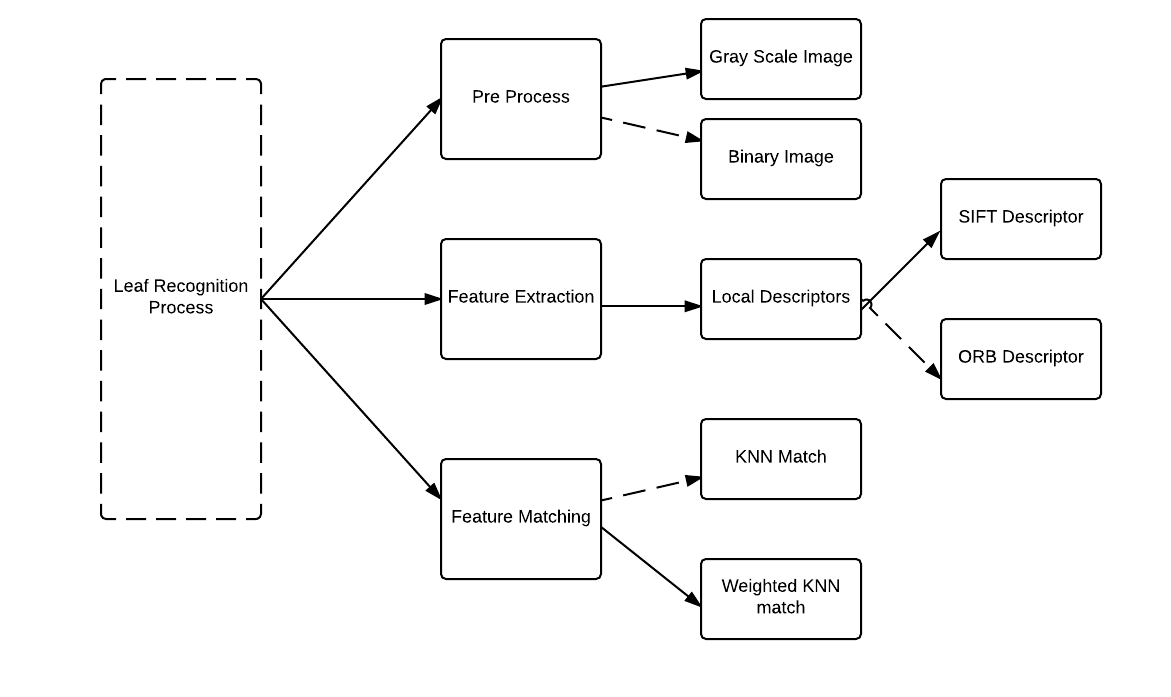 Leaf Recognition
Process
Pre Process
Gray Scale Image
Binary Image
Feature Extraction
Local Descriptors
SIFT Descriptor
ORB Descriptor
Feature Matching
KNN Match
Weighted KNN
match